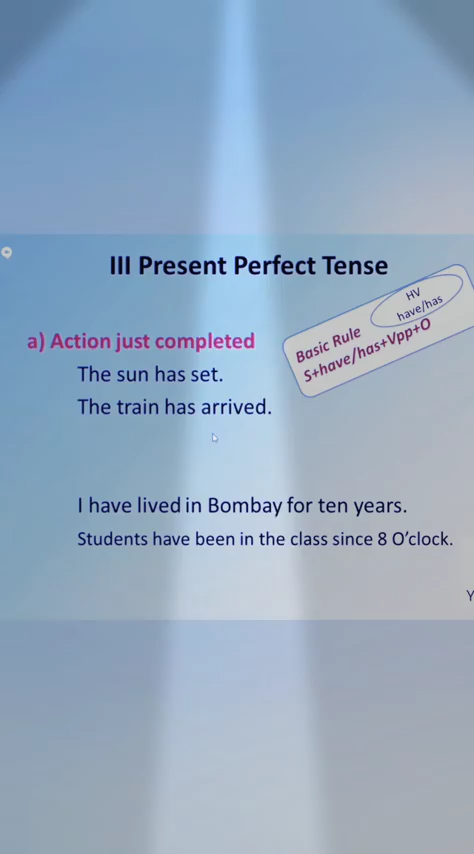 III Present Perfect Tense
HV
have/has
Basic Rule
S+have/has+Vpp+O
a) Action just completed
The sun has set.
The train has arrived.
I have lived in Bombay for ten years.
Students have been in the class since 8 O’clock.
Y